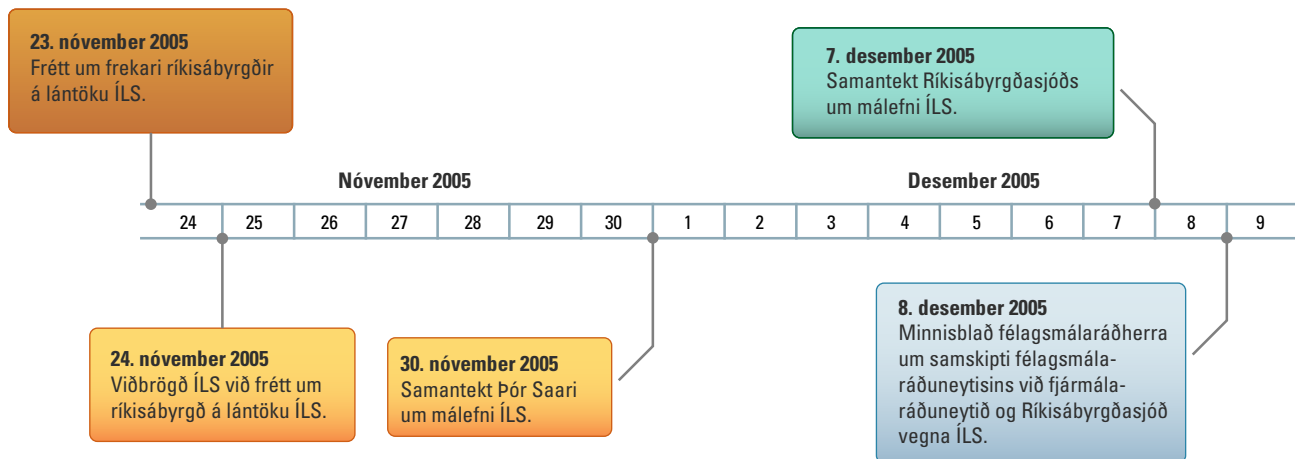 23. nóvember 2005
Frétt um frekari ríkisábyrgðir
á lántöku ÍLS.
7. desember 2005
Samantekt Ríkisábyrgðasjóðs
um málefni ÍLS.
Nóvember 2005
Desember 2005
24 25 26 27 28 29 30 1 2 3 4 5 6 7 8 9
24. nóvember 2005
Viðbrögð ÍLS við frétt um
ríkisábyrgð á lántöku ÍLS.
30. nóvember 2005
Samantekt Þór Saari
um málefni ÍLS.
8. desember 2005
Minnisblað félagsmálaráðherra
um samskipti félagsmála-
ráðuneytisins við fjármála-
ráðuneytið og Ríkisábyrgðasjóð
vegna ÍLS.